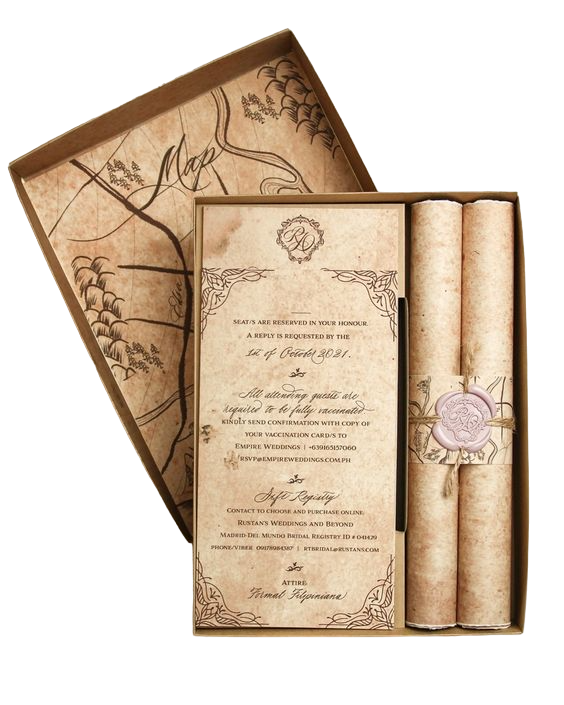 Map
RA
SEAT/S ARE RESERVED IN YOUR HONOUR.
A REPLY IS REQUESTED BY THE
1st of October 2021.
All attending guests are
required to be fully vaccinated
KINDLY SEND CONFIRMATION WITH COPY OF
YOUR VACCINATION CARD/S TO
EMPIRE WEDDINGS | +639165157060
RSVP@EMPIREWEDDINGS.COM.PH
Gift Registry
CONTACT TO CHOOSE AND PURCHASE ONLINE:
RUSTAN'S WEDDINGS AND BEYOND
MADRID-DEL MUNDO BRIDAL REGISTRY ID # 041429
PHONE/VIBER 09178984387 | RTBRIDAL@RUSTANS.COM
ATTIRE:
Formal Filipiniana